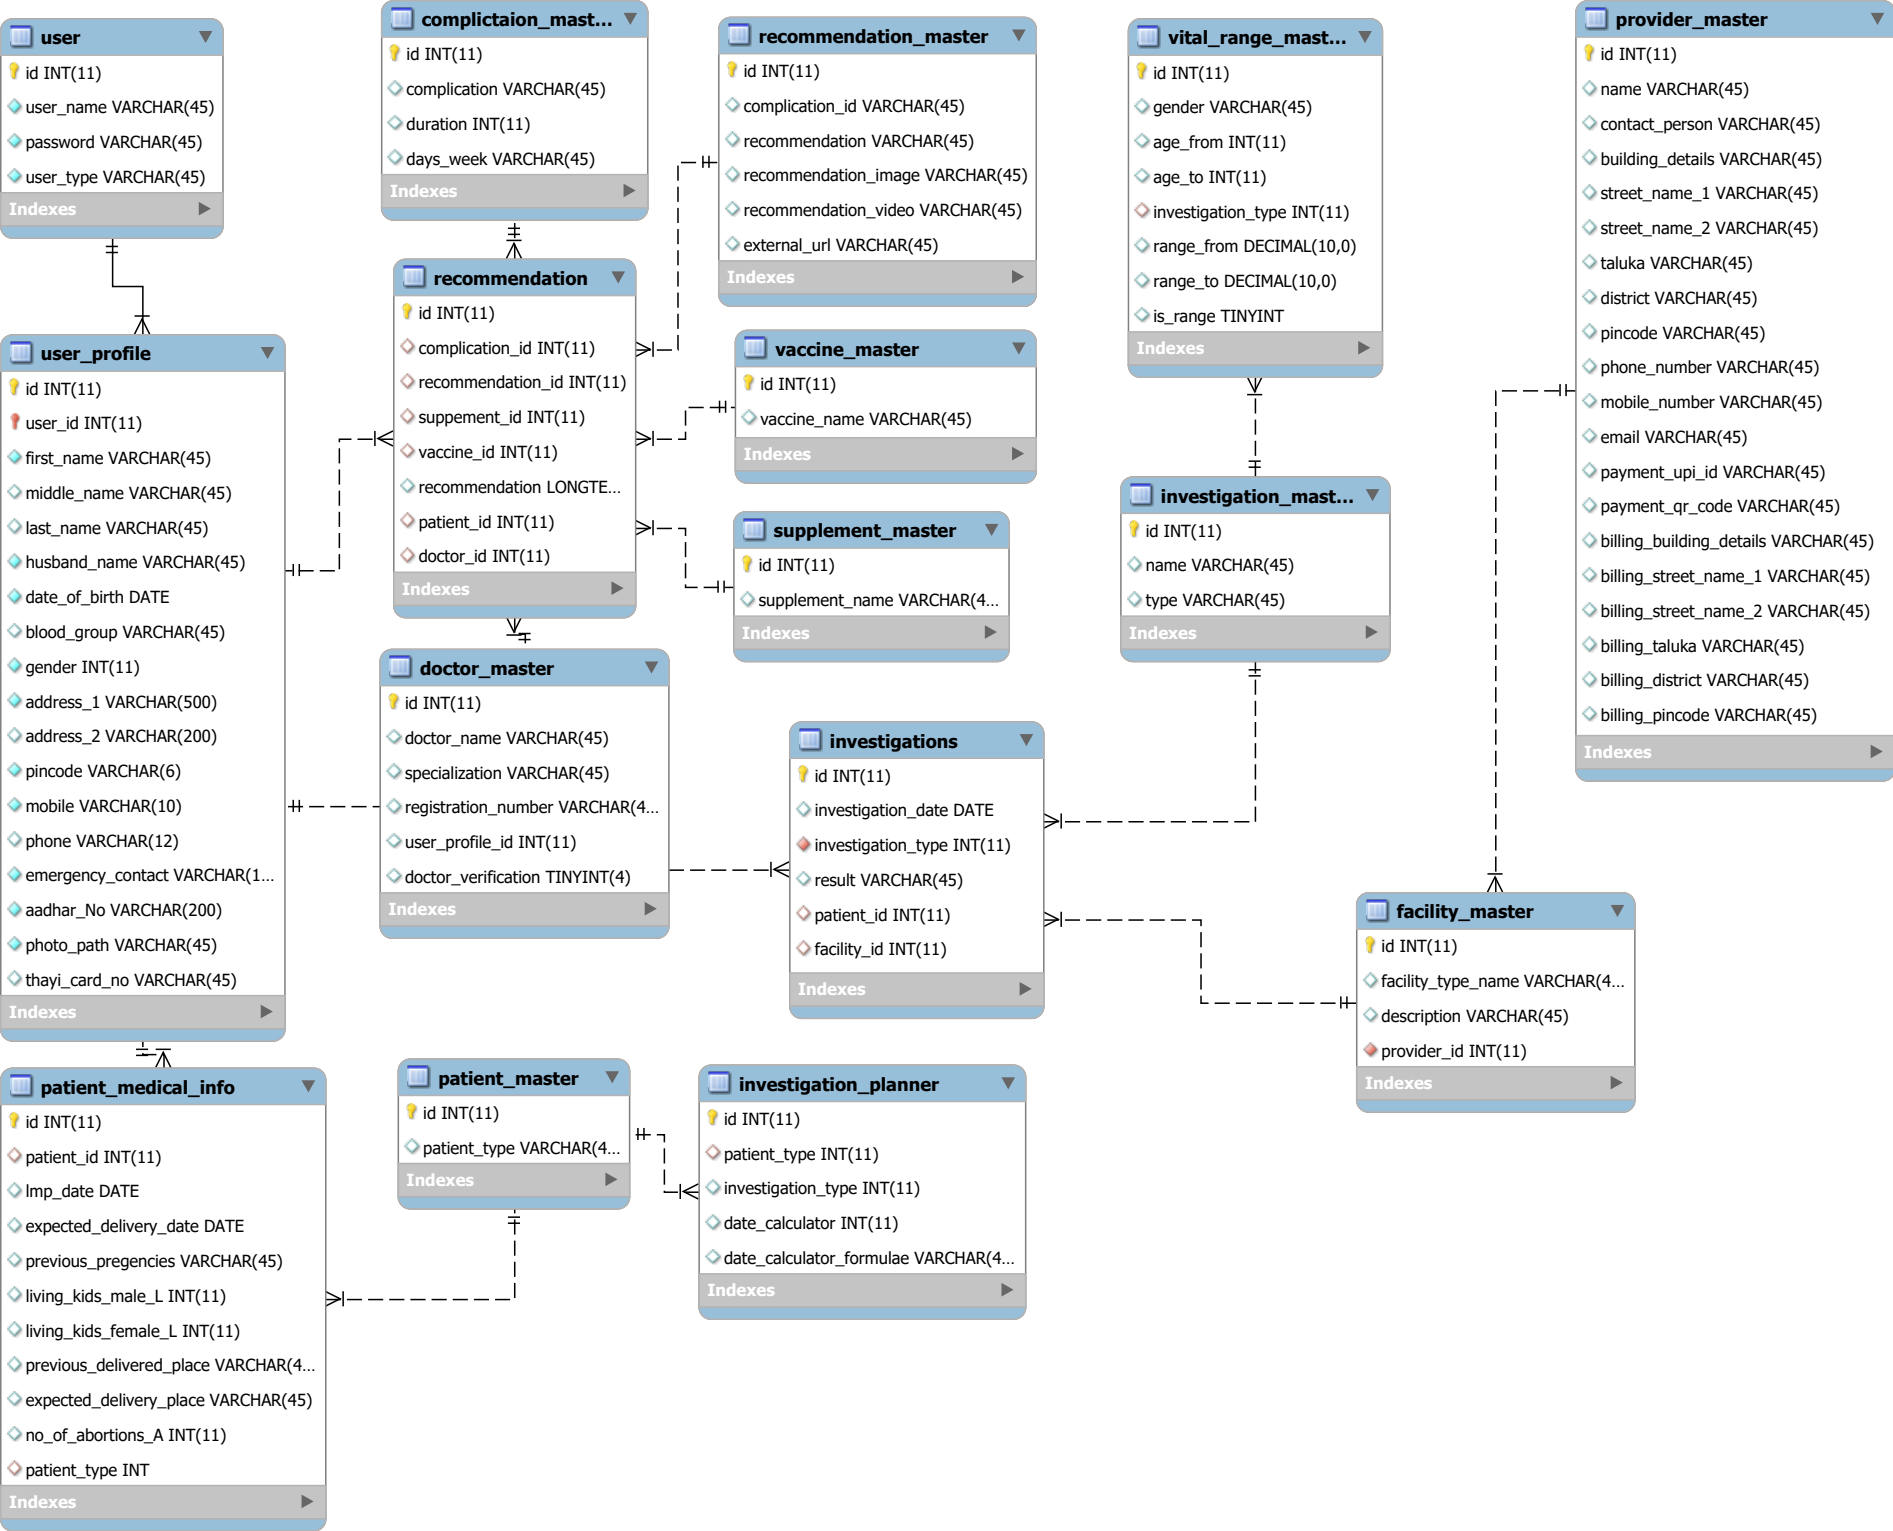 user
id INT(11)
user_name VARCHAR(45)
password VARCHAR(45)
user_type VARCHAR(45)
Indexes
user_profile
id INT(11)
user_id INT(11)
first_name VARCHAR(45)
middle_name VARCHAR(45)
last_name VARCHAR(45)
husband_name VARCHAR(45)
date_of_birth DATE
blood_group VARCHAR(45)
gender INT(11)
address_1 VARCHAR(500)
address_2 VARCHAR(200)
pincode VARCHAR(6)
mobile VARCHAR(10)
phone VARCHAR(12)
emergency_contact VARCHAR(1...
aadhar_No VARCHAR(200)
photo_path VARCHAR(45)
thayi_card_no VARCHAR(45)
Indexes
patient_medical_info
id INT(11)
patient_id INT(11)
lmp_date DATE
expected_delivery_date DATE
previous_pregencies VARCHAR(45)
living_kids_male_L INT(11)
living_kids_female_L INT(11)
previous_delivered_place VARCHAR(4...
expected_delivery_place VARCHAR(45)
no_of_abortions_A INT(11)
patient_type INT
Indexes
complictaion_mast...
id INT(11)
complication VARCHAR(45)
duration INT(11)
days_week VARCHAR(45)
Indexes
recommendation
id INT(11)
complication_id INT(11)
recommendation_id INT(11)
suppement_id INT(11)
vaccine_id INT(11)
recommendation LONGTE...
patient_id INT(11)
doctor_id INT(11)
Indexes
doctor_master
id INT(11)
doctor_name VARCHAR(45)
specialization VARCHAR(45)
registration_number VARCHAR(4...
user_profile_id INT(11)
doctor_verification TINYINT(4)
Indexes
patient_master
id INT(11)
patient_type VARCHAR(4...
Indexes
recommendation_master
id INT(11)
complication_id VARCHAR(45)
recommendation VARCHAR(45)
recommendation_image VARCHAR(45)
recommendation_video VARCHAR(45)
external_url VARCHAR(45)
Indexes
vaccine_master
id INT(11)
vaccine_name VARCHAR(45)
Indexes
supplement_master
id INT(11)
supplement_name VARCHAR(4...
Indexes
investigations
id INT(11)
investigation_date DATE
investigation_type INT(11)
result VARCHAR(45)
patient_id INT(11)
facility_id INT(11)
Indexes
investigation_planner
id INT(11)
patient_type INT(11)
investigation_type INT(11)
date_calculator INT(11)
date_calculator_formulae VARCHAR(4...
Indexes
vital_range_mast...
id INT(11)
gender VARCHAR(45)
age_from INT(11)
age_to INT(11)
investigation_type INT(11)
range_from DECIMAL(10,0)
range_to DECIMAL(10,0)
is_range TINYINT
Indexes
investigation_mast...
id INT(11)
name VARCHAR(45)
type VARCHAR(45)
Indexes
provider_master
id INT(11)
name VARCHAR(45)
contact_person VARCHAR(45)
building_details VARCHAR(45)
street_name_1 VARCHAR(45)
street_name_2 VARCHAR(45)
taluka VARCHAR(45)
district VARCHAR(45)
pincode VARCHAR(45)
phone_number VARCHAR(45)
mobile_number VARCHAR(45)
email VARCHAR(45)
payment_upi_id VARCHAR(45)
payment_qr_code VARCHAR(45)
billing_building_details VARCHAR(45)
billing_street_name_1 VARCHAR(45)
billing_street_name_2 VARCHAR(45)
billing_taluka VARCHAR(45)
billing_district VARCHAR(45)
billing_pincode VARCHAR(45)
Indexes
facility_master
id INT(11)
facility_type_name VARCHAR(4...
description VARCHAR(45)
provider_id INT(11)
Indexes